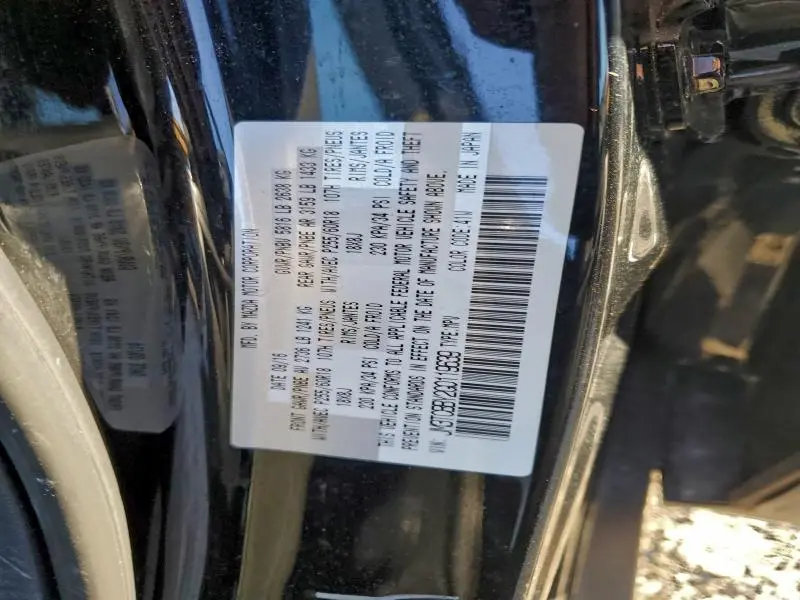 MFD. BY MAZDA MOTOR CORPORATION
DATE 09/16 GVWR/PNBV 5818 LB 2638 KG
FRONT GAWR/PNBE AV 2736 LB 1241 KG REAR GAWR/PNBE AR 3159 LB 1433 KG
WITH/AVEC P255/60R18 107H TIRES/PNEUS WITH/AVEC P255/60R18 107H TIRES/PNEUS
18X8J RIMS/JANTES 18X8J RIMS/JANTES
230 KPA/34 PSI COLD/A FROID 230 KPA/34 PSI COLD/A FROID
THIS VEHICLE CONFORMS TO ALL APPLICABLE FEDERAL MOTOR VEHICLE SAFETY AND THEFT
PREVENTION STANDARDS IN EFFECT ON THE DATE OF MANUFACTURE SHOWN ABOVE.
VIN: TYPE:MPV COLOR CODE:41W MADE IN JAPAN